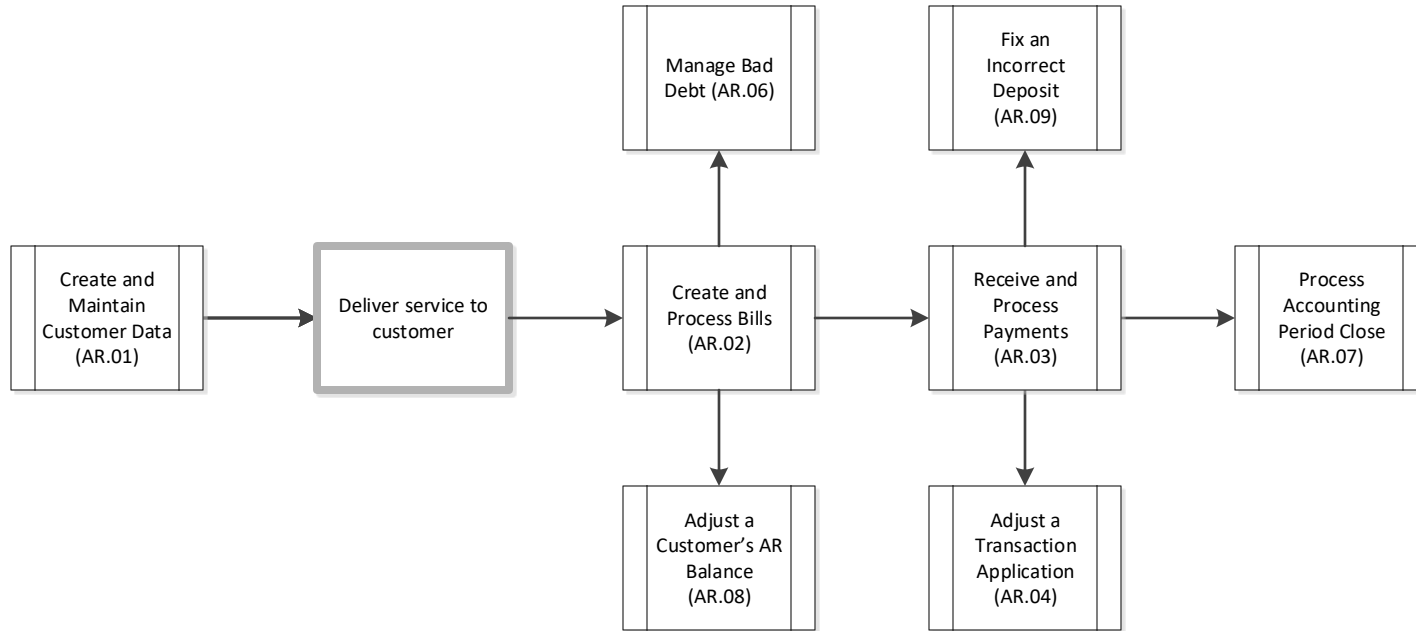 Manage Bad
Debt (AR.06)
Fix an
Incorrect
Deposit
(AR.09)
Create and
Maintain
Customer Data
(AR.01)
Deliver service to
customer
Create and
Process Bills
(AR.02)
Receive and
Process
Payments
(AR.03)
Process
Accounting
Period Close
(AR.07)
Adjust a
Customer’s AR
Balance
(AR.08)
Adjust a
Transaction
Application
(AR.04)